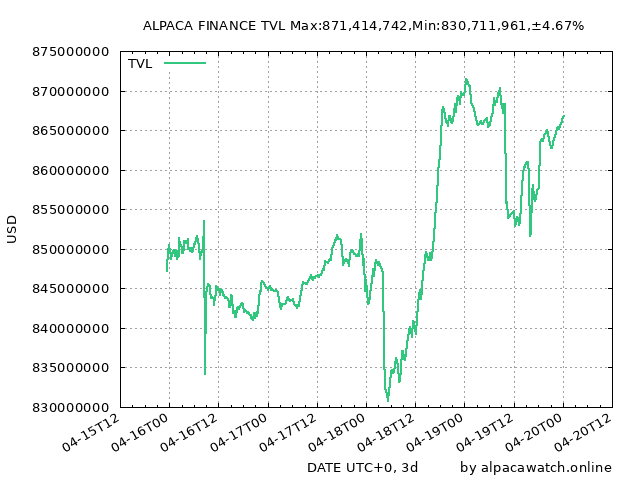 ALPACA FINANCE TVL Max:871,414,742,Min:830,711,961,±4.67%
875000000
TVL
870000000
865000000
860000000
855000000
USD
850000000
845000000
840000000
835000000
830000000
04-15T12
04-16T00
04-16T12
04-17T00
04-17T12
04-18T00
04-18T12
04-19T00
04-19T12
04-20T00
04-20T12
DATE UTC+0, 3d
by alpacawatch.online